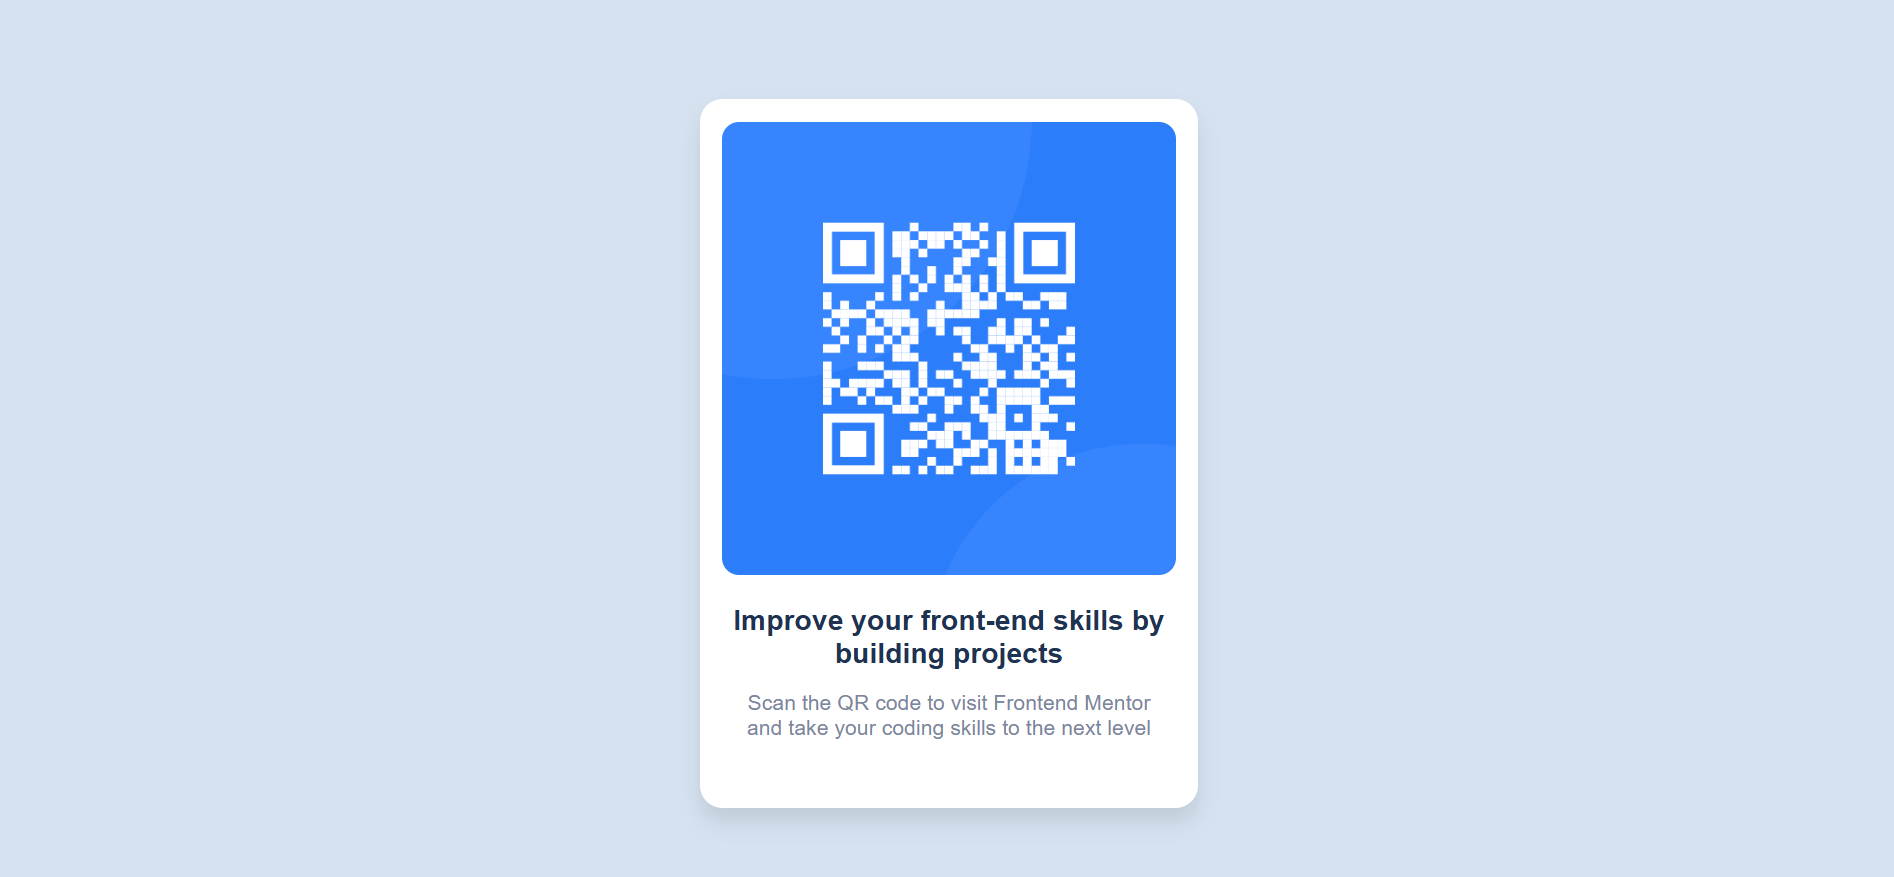 Improve your front-end skills by
building projects
Scan the QR code to visit Frontend Mentor
and take your coding skills to the next level